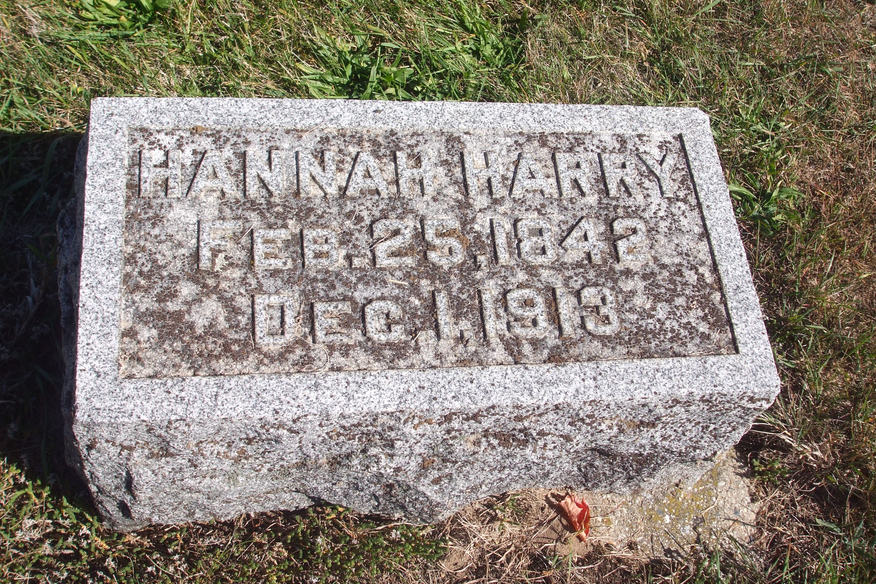 HANNAH HARRY
FEB. 25, 1842
DEC. 1, 1913